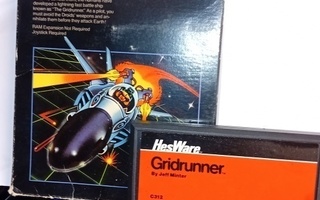 developed a lightning fast battle ship
known as "The Gridrunner." As a pilot, you
must avoid the Droids' weapons and an-
nihilate them before they attack Earth!
RAM Expansion Not Required
Joystick Required
HesWare
Gridrunner™
By Jeff Minter
C313